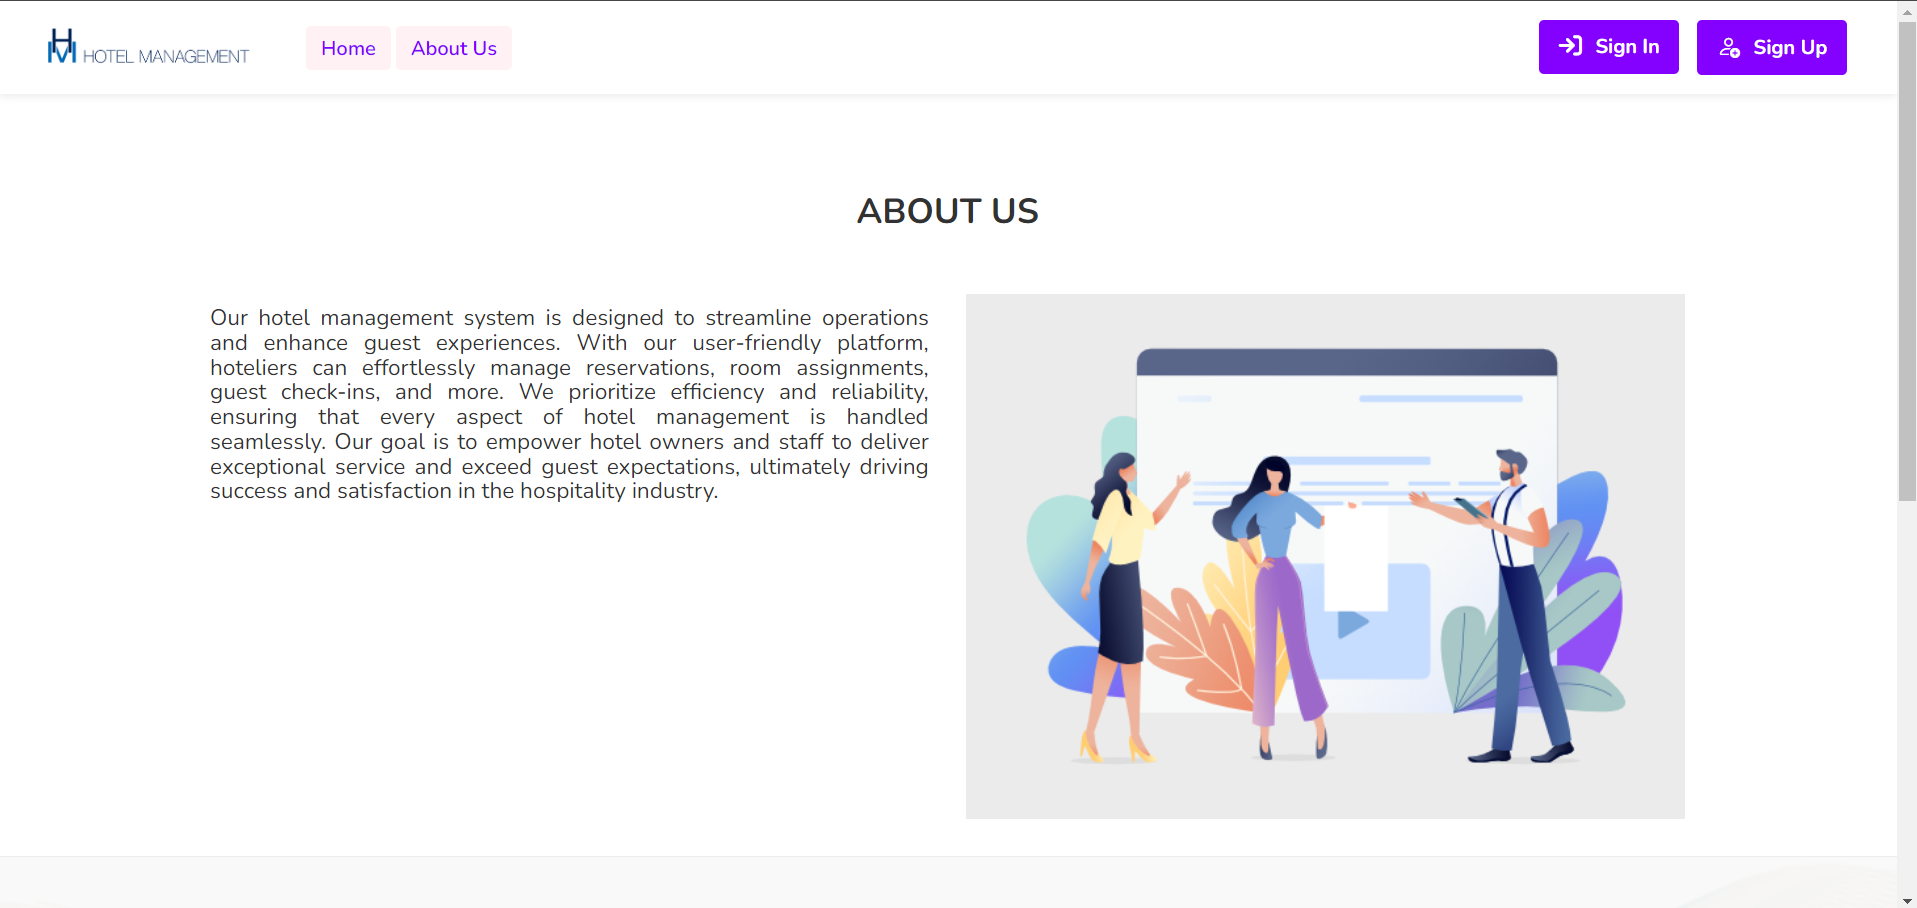 HM HOTEL MANAGEMENT
Home
About Us
Sign In
Sign Up
ABOUT US
Our hotel management system is designed to streamline operations
and enhance guest experiences. With our user-friendly platform,
hoteliers can effortlessly manage reservations, room assignments,
guest check-ins, and more. We prioritize efficiency and reliability,
ensuring that every aspect of hotel management is handled
seamlessly. Our goal is to empower hotel owners and staff to deliver
exceptional service and exceed guest expectations, ultimately driving
success and satisfaction in the hospitality industry.